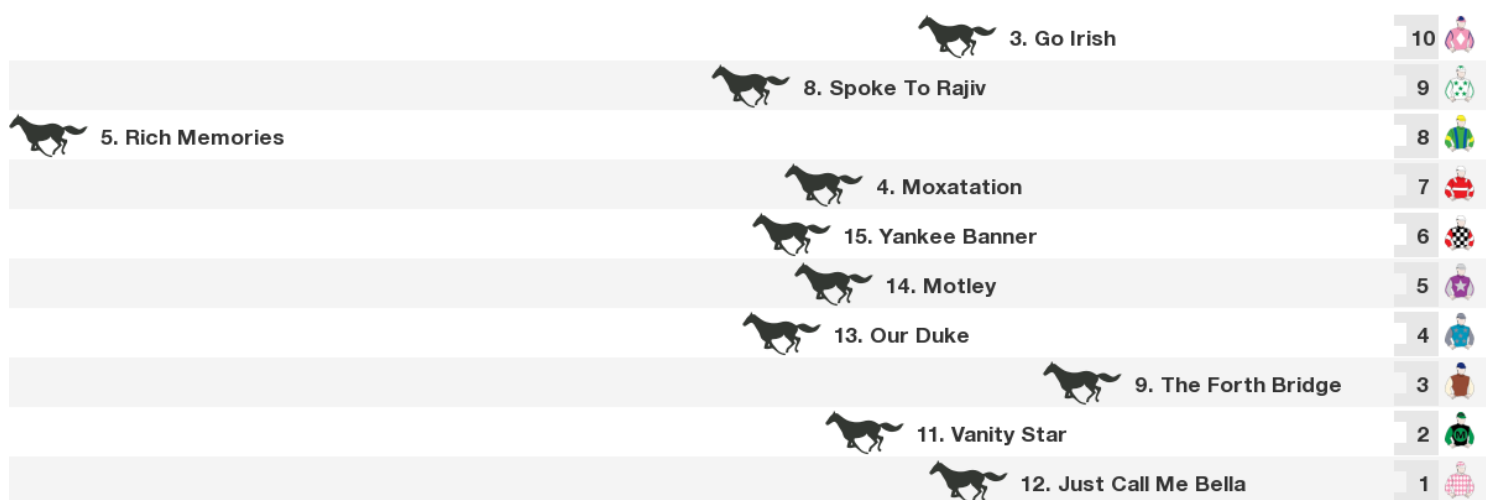 3. Go Irish 10
8. Spoke To Rajiv 9
5. Rich Memories 8
4. Moxatation 7
15. Yankee Banner 6
14. Motley 5
13. Our Duke 4
9. The Forth Bridge 3
11. Vanity Star 2
12. Just Call Me Bella 1